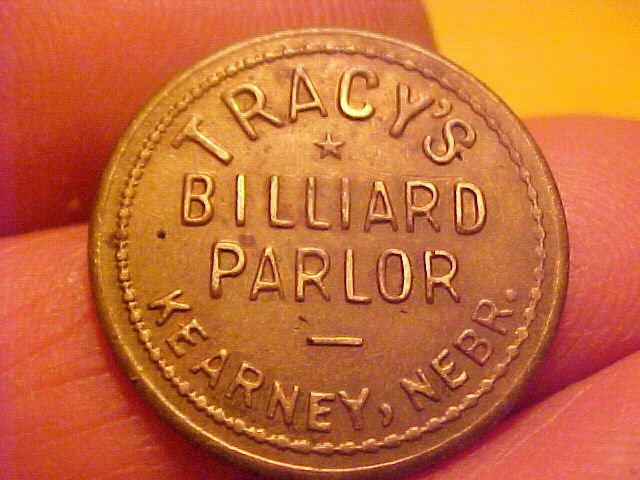 TRACY'S
BILLIARD
PARLOR
KEARNEY, NEBR.